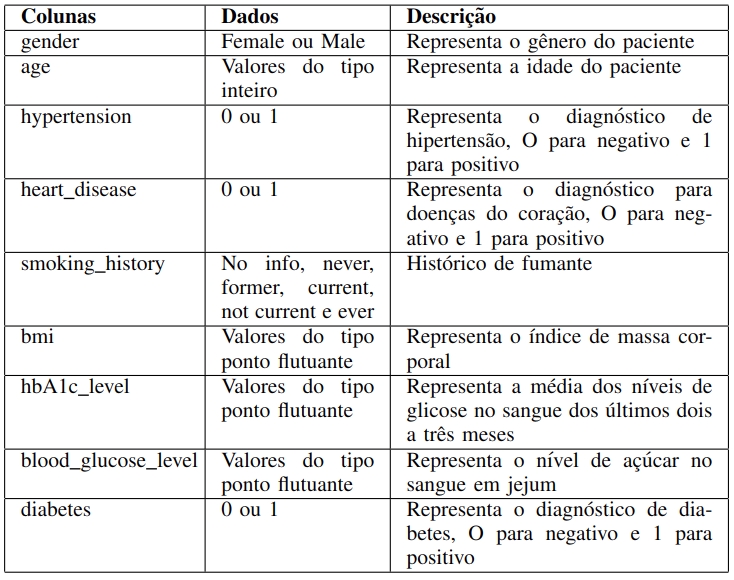 Colunas Dados Descrição
gender Female ou Male Representa o gênero do paciente
age Valores do tipo Representa a idade do paciente
inteiro
hypertension 0 ou 1 Representa o diagnóstico de
hipertensão, O para negativo e 1
para positivo
heart_disease 0 ou 1 Representa o diagnóstico para
doenças do coração, O para neg-
ativo e 1 para positivo
smoking_history No info, never, Histórico de fumante
former, current,
not current e ever
bmi Valores do tipo Representa o índice de massa cor-
ponto flutuante poral
hbA1c_level Valores do tipo Representa a média dos níveis de
ponto flutuante glicose no sangue dos últimos dois
a três meses
blood_glucose_level Valores do tipo Representa o nível de açúcar no
ponto flutuante sangue em jejum
diabetes 0 ou 1 Representa o diagnóstico de dia-
betes, O para negativo e 1 para
positivo